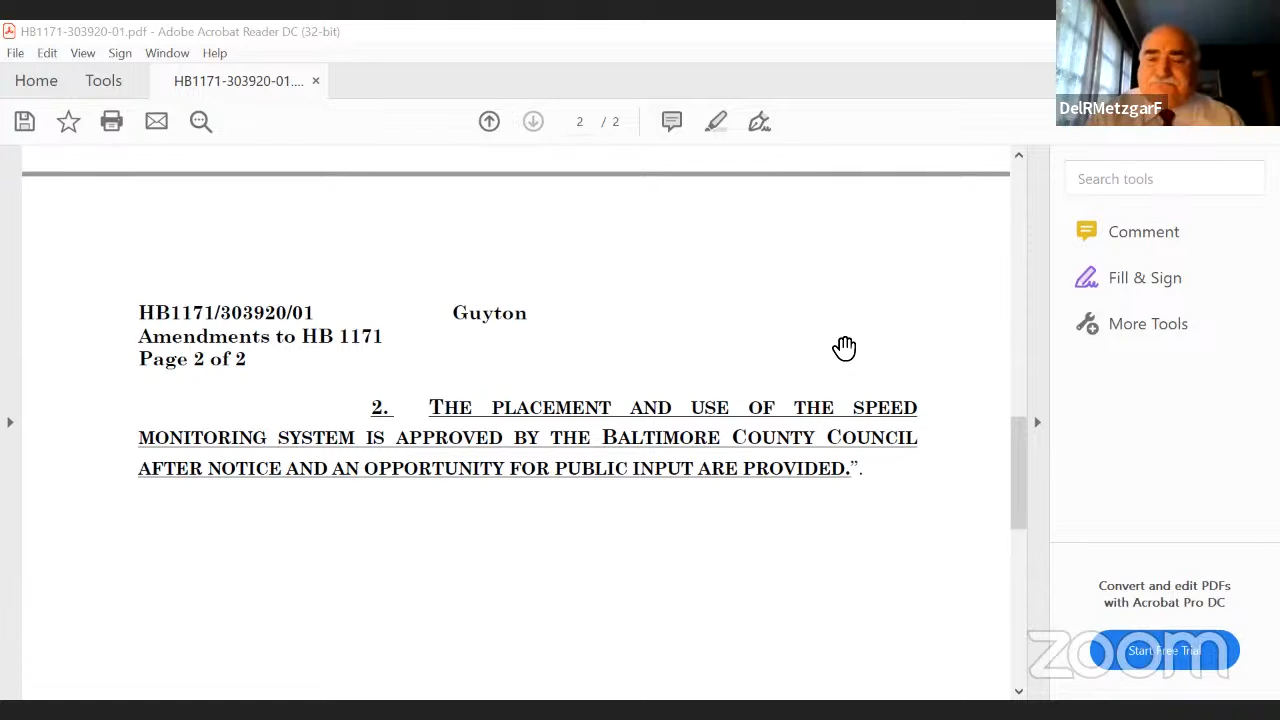 HB1171-303920-01.pdf - Adobe Acrobat Reader DC (32-bit)
File Edit View Sign Window Help
Home Tools HB1171-303920-01.... ×
2 / 2
DelRMetzgarF
Search tools
Comment
Fill & Sign
More Tools
HB1171/303920/01 Guyton
Amendments to HB 1171
Page 2 of 2
2. THE PLACEMENT AND USE OF THE SPEED
MONITORING SYSTEM IS APPROVED BY THE BALTIMORE COUNTY COUNCIL
AFTER NOTICE AND AN OPPORTUNITY FOR PUBLIC INPUT ARE PROVIDED.”.
Convert and edit PDFs
with Acrobat Pro DC
Start Free Trial
zoom